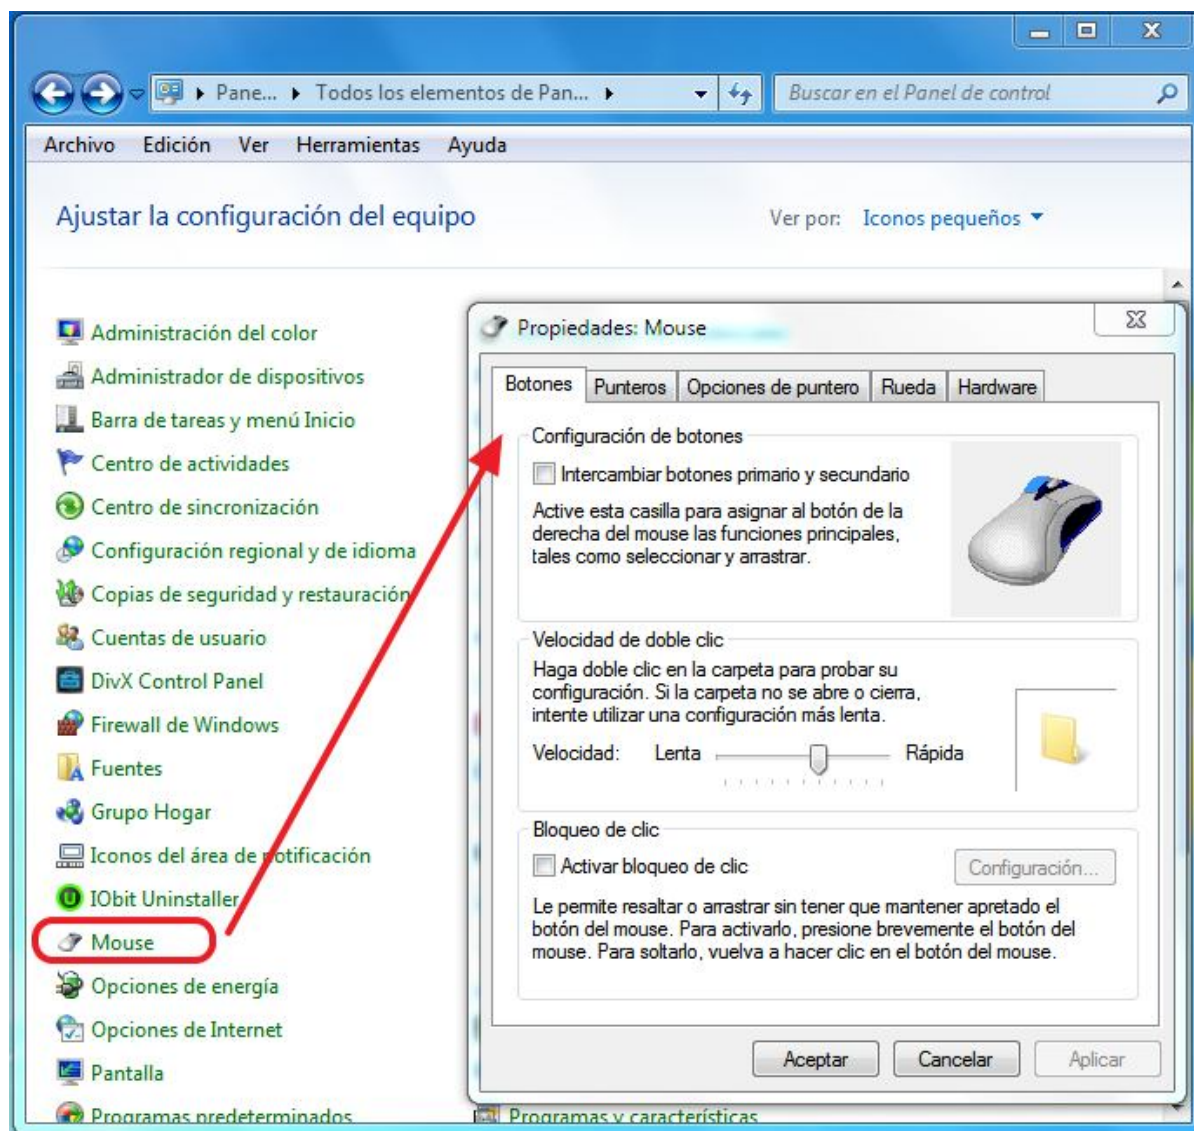 Pane... Todos los elementos de Pan...
Buscar en el Panel de control
Archivo Edición Ver Herramientas Ayuda
Ajustar la configuración del equipo
Ver por: Iconos pequeños
Administración del color
Administrador de dispositivos
Barra de tareas y menú Inicio
Centro de actividades
Centro de sincronización
Configuración regional y de idioma
Copias de seguridad y restauración
Cuentas de usuario
DivX Control Panel
Firewall de Windows
Fuentes
Grupo Hogar
Iconos del área de notificación
IObit Uninstaller
Mouse
Opciones de energía
Opciones de Internet
Pantalla
Programas predeterminados
Programas y características
Propiedades: Mouse
Botones Punteros Opciones de puntero Rueda Hardware
Configuración de botones
Intercambiar botones primario y secundario
Active esta casilla para asignar al botón de la
derecha del mouse las funciones principales,
tales como seleccionar y arrastrar.
Velocidad de doble clic
Haga doble clic en la carpeta para probar su
configuración. Si la carpeta no se abre o cierra,
intente utilizar una configuración más lenta.
Velocidad: Lenta Rápida
Bloqueo de clic
Activar bloqueo de clic
Configuración...
Le permite resaltar o arrastrar sin tener que mantener apretado el
botón del mouse. Para activarlo, presione brevemente el botón del
mouse. Para soltarlo, vuelva a hacer clic en el botón del mouse.
Aceptar Cancelar Aplicar